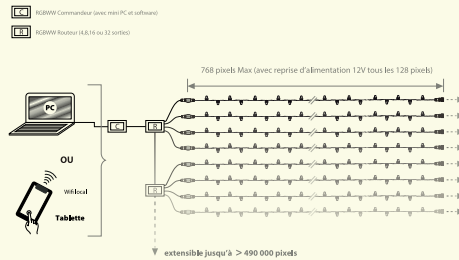 C RGBWW Commandeur (avec mini PC et software)
R RGBWW Routeur (4,8,16 ou 32 sorties)
768 pixels Max (avec reprise d'alimentation 12V tous les 128 pixels)
PC
C
R
OU
R
Wifi local
Tablette
extensible jusqu'à > 490 000 pixels